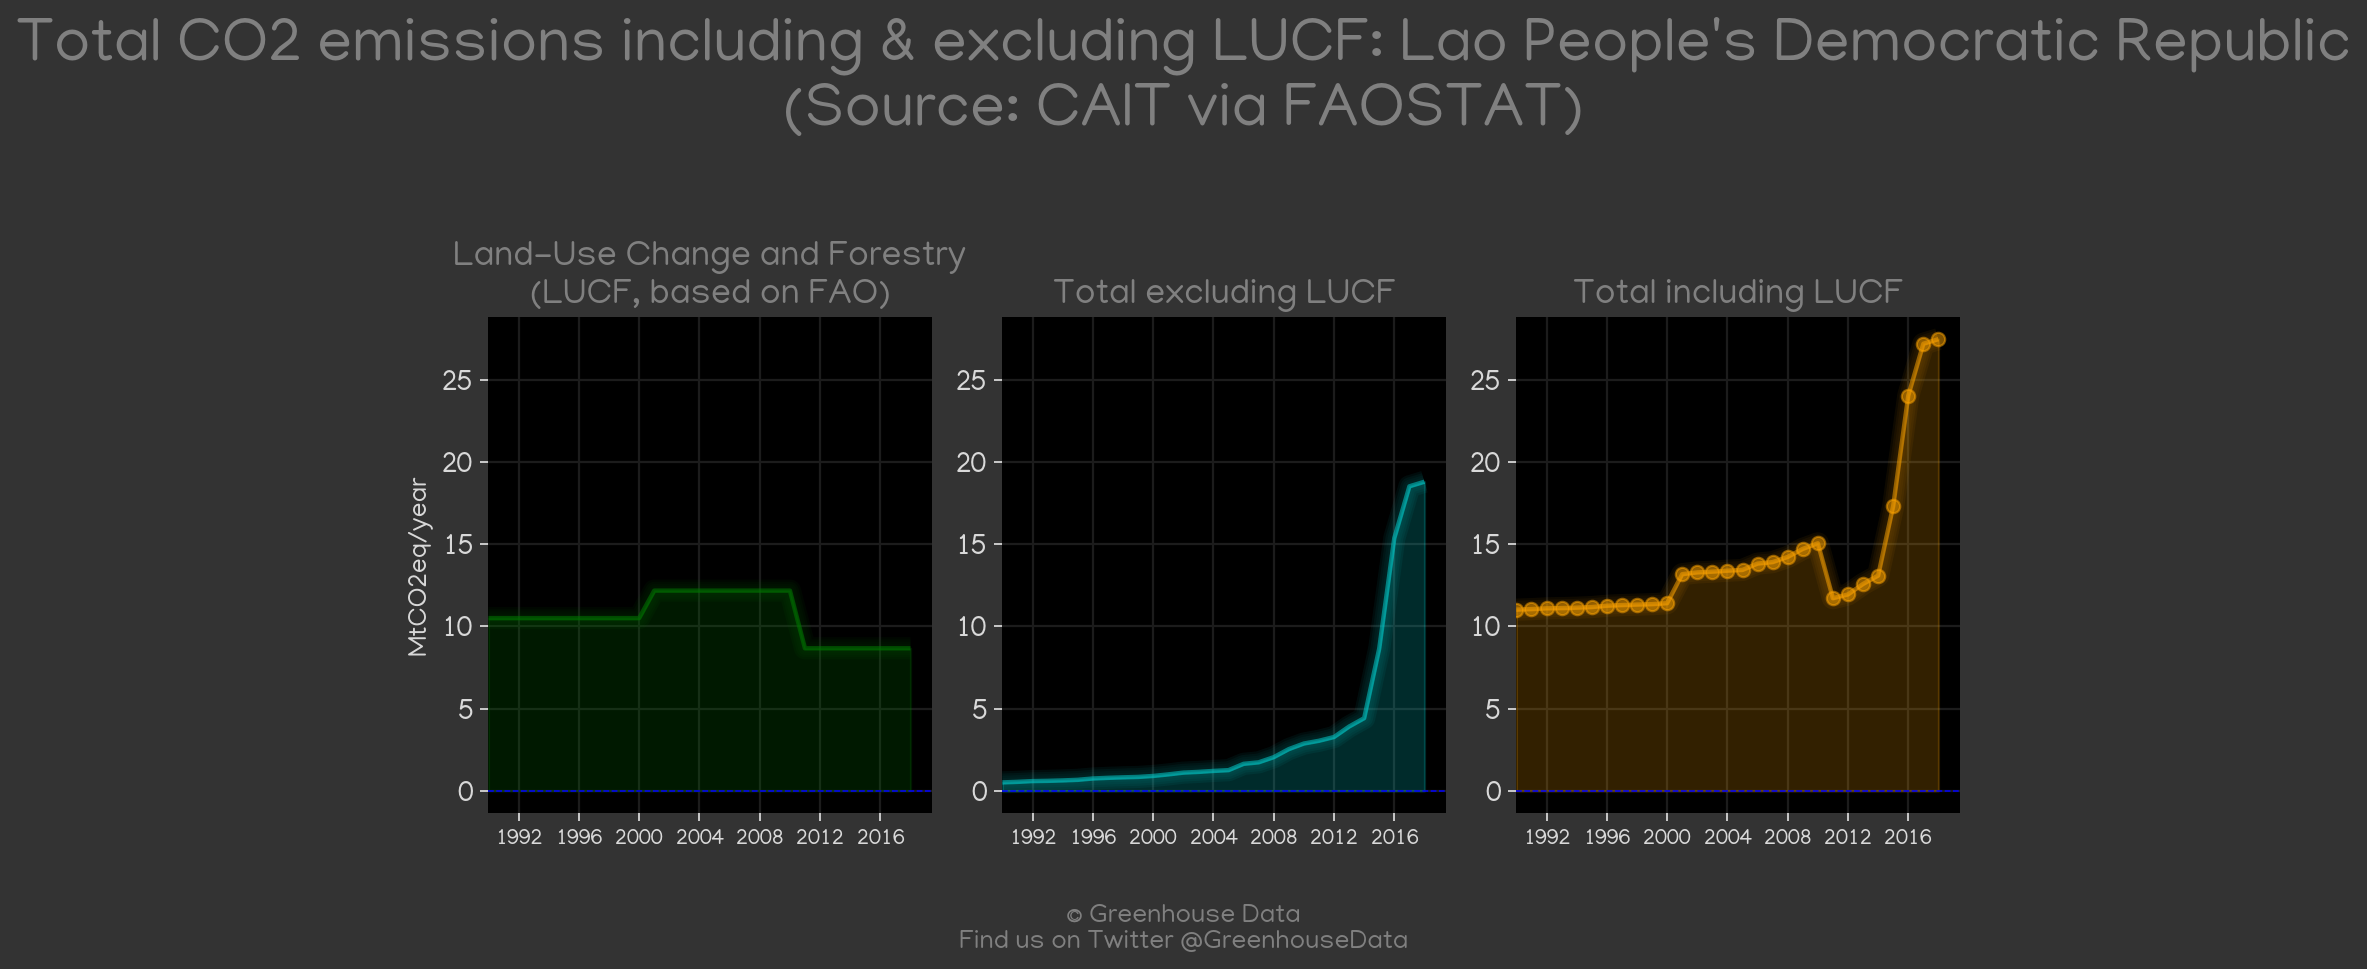 Total CO2 emissions including & excluding LUCF: Lao People's Democratic Republic
(Source: CAIT via FAOSTAT)
Land-Use Change and Forestry
(LUCF, based on FAO)
Total excluding LUCF
Total including LUCF
MtCO2eq/year
25
20
15
10
5
0
1992 1996 2000 2004 2008 2012 2016
25
20
15
10
5
0
1992 1996 2000 2004 2008 2012 2016
25
20
15
10
5
0
1992 1996 2000 2004 2008 2012 2016
© Greenhouse Data
Find us on Twitter @GreenhouseData